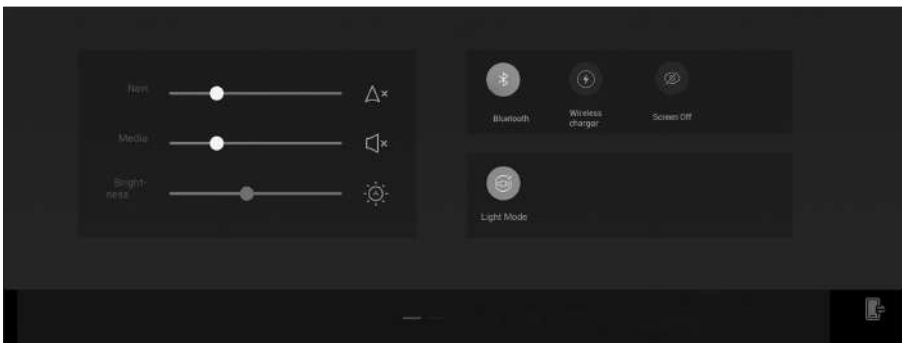 Navi
Media
Bright-
ness
Bluetooth
Wireless
charger
Screen Off
Light Mode